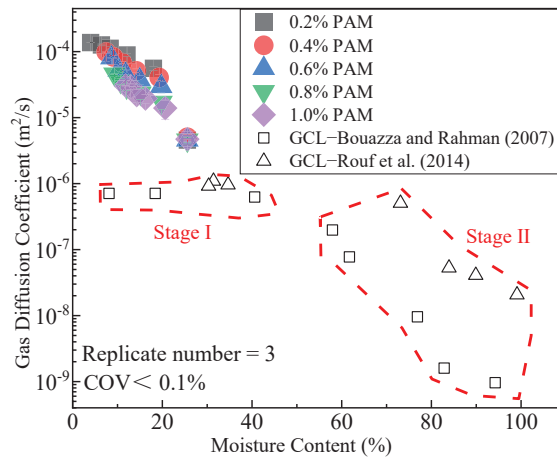 Gas Diffusion Coefficient (m²/s)
10⁻⁴
10⁻⁵
10⁻⁶
10⁻⁷
10⁻⁸
10⁻⁹
0.2% PAM
0.4% PAM
0.6% PAM
0.8% PAM
1.0% PAM
GCL−Bouazza and Rahman (2007)
GCL−Rouf et al. (2014)
Stage I
Stage II
Replicate number = 3
COV< 0.1%
0 20 40 60 80 100
Moisture Content (%)